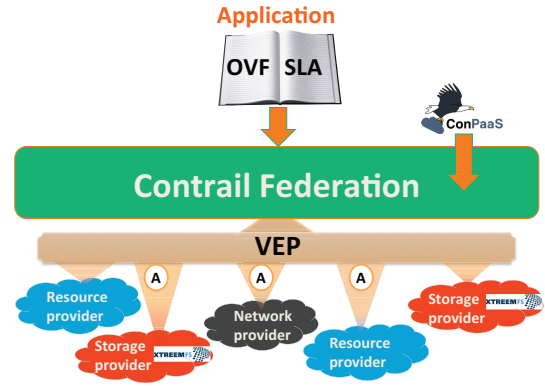 Application
OVF SLA
ConPaaS
Contrail Federation
VEP
A
A
A
Resource
provider
Storage
provider
XTREEMFS
Network
provider
Resource
provider
Storage
provider
XTREEMFS